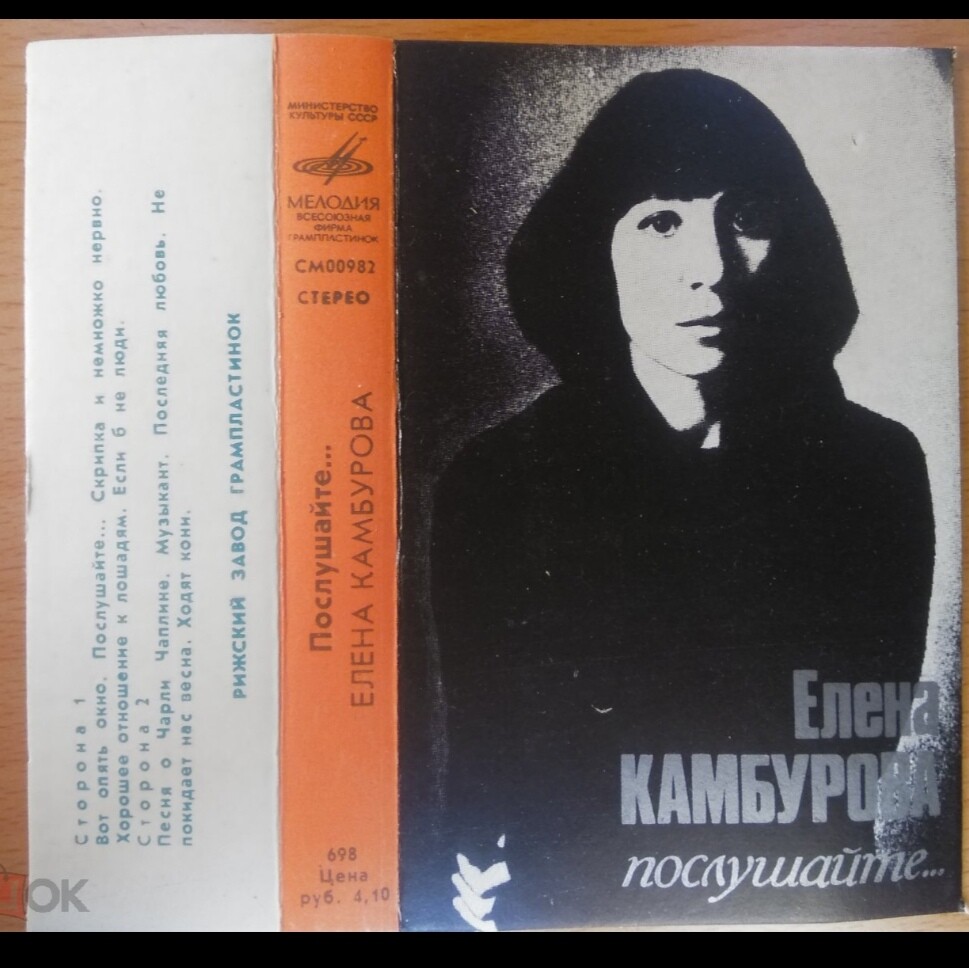 Сторона 1
Вот опять окно. Послушайте... Скрипка и немножко нервно.
Хорошее отношение к лошадям. Если б не люди.
Сторона 2
Песня о Чарли Чаплине. Музыкант. Последняя любовь. Не
покидает нас весна. Ходят кони.
РИЖСКИЙ ЗАВОД ГРАМПЛАСТИНОК
МИНИСТЕРСТВО
КУЛЬТУРЫ СССР
МЕЛОДИЯ
ВСЕСОЮЗНАЯ
ФИРМА
ГРАМПЛАСТИНОК
СМ00982
СТЕРЕО
Послушайте...
ЕЛЕНА КАМБУРОВА
698
Цена
руб. 4,10
Елена
КАМБУРОВА
послушайте...